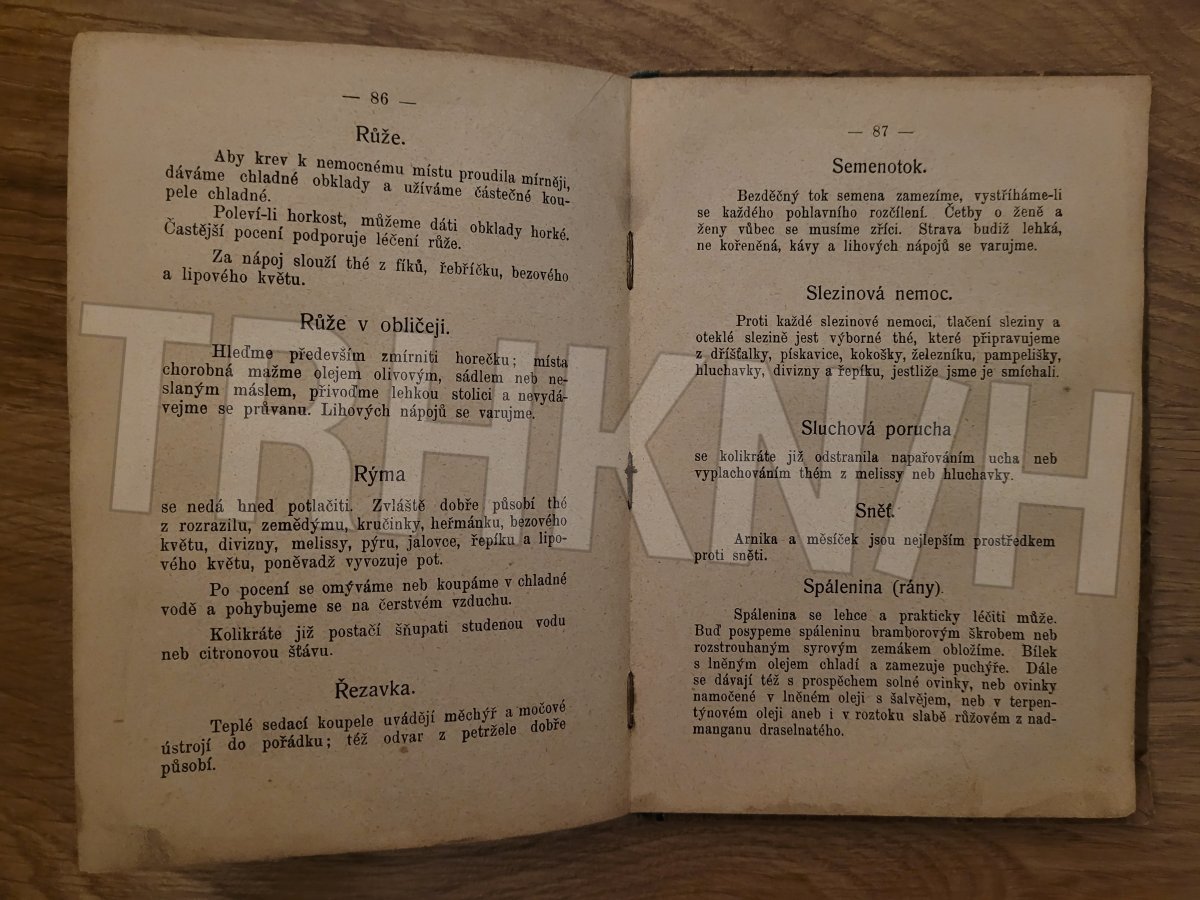 — 86 —
Růže.
Aby krev k nemocnému místu proudila mírněji,
dáváme chladné obklady a užíváme částečné kou-
pele chladné.
Poleví-li horkost, můžeme dáti obklady horké.
Častější pocení podporuje léčení růže.
Za nápoj slouží thé z fíků, řebříčku, bezového
a lipového květu.
Růže v obličeji.
Hleďme především zmírniti horečku; místa
chorobná mažme olejem olivovým, sádlem neb ne-
slaným máslem, přivoďme lehkou stolici a nevydá-
vejme se průvanu. Lihových nápojů se varujme.
Rýma
se nedá hned potlačiti. Zvláště dobře působí thé
z rozrazilu, zemědýmu, kručinky, heřmánku, bezového
květu, divizny, melissy, pýru, jalovce, řepíku a lipo-
vého květu, poněvadž vyvozuje pot.
Po pocení se omýváme neb koupáme v chladné
vodě a pohybujeme se na čerstvém vzduchu.
Kolikráte již postačí šňupati studenou vodu
neb citronovou šťávu.
Řezavka.
Teplé sedací koupele uvádějí měchýř a močové
ústrojí do pořádku; též odvar z petržele dobře
působí.
— 87 —
Semenotok.
Bezděčný tok semena zamezíme, vystříháme-li
se každého pohlavního rozčílení. Četby o ženě a
ženy vůbec se musíme zříci. Strava budiž lehká,
ne kořeněná, kávy a lihových nápojů se varujme.
Slezinová nemoc.
Proti každé slezinové nemoci, tlačení sleziny a
oteklé slezině jest výborné thé, které připravujeme
z dříšťalky, pískavice, kokošky, železníku, pampelišky,
hluchavky, divizny a řepíku, jestliže jsme je smíchali.
Sluchová porucha
se kolikráte již odstranila napařováním ucha neb
vyplachováním thém z melissy neb hluchavky.
Sněť.
Arnika a měsíček jsou nejlepším prostředkem
proti sněti.
Spálenina (rány).
Spálenina se lehce a prakticky léčiti může.
Buď posypeme spáleninu bramborovým škrobem neb
rozstrouhaným syrovým zemákem obložíme. Bílek
s lněným olejem chladí a zamezuje puchýře. Dále
se dávají též s prospěchem solné ovinky, neb ovinky
namočené v lněném oleji s šalvějem, neb v terpen-
týnovém oleji aneb i v roztoku slabě růžovém z nad-
manganu draselnatého.
TRHKNIH